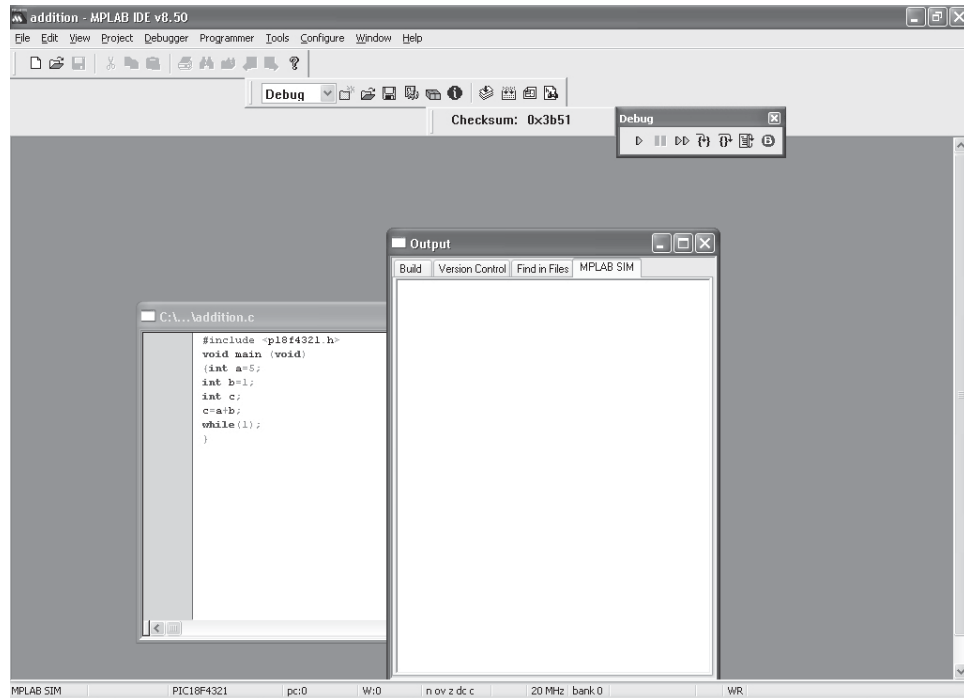 addition - MPLAB IDE v8.50
File Edit View Project Debugger Programmer Tools Configure Window Help
Debug
Checksum: 0x3b51
Debug
Output
Build Version Control Find in Files MPLAB SIM
C:\...\addition.c
#include <p18f4321.h>
void main (void)
{int a=5;
int b=1;
int c;
c=a+b;
while(1);
}
MPLAB SIM PIC18F4321 pc:0 W:0 n ov z dc c 20 MHz bank 0 WR